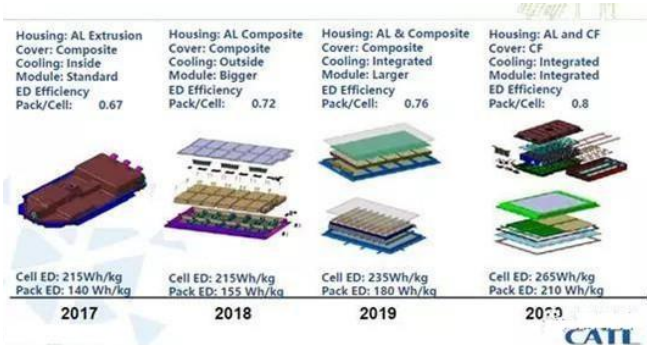 Housing: AL Extrusion
Cover: Composite
Cooling: Inside
Module: Standard
ED Efficiency
Pack/Cell: 0.67
Cell ED: 215Wh/kg
Pack ED: 140 Wh/kg
2017
Housing: AL Composite
Cover: Composite
Cooling: Outside
Module: Bigger
ED Efficiency
Pack/Cell: 0.72
Cell ED: 215Wh/kg
Pack ED: 155 Wh/kg
2018
Housing: AL & Composite
Cover: Composite
Cooling: Integrated
Module: Larger
ED Efficiency
Pack/Cell: 0.76
Cell ED: 235Wh/kg
Pack ED: 180 Wh/kg
2019
Housing: AL and CF
Cover: CF
Cooling: Integrated
Module: Integrated
ED Efficiency
Pack/Cell: 0.8
Cell ED: 265Wh/kg
Pack ED: 210 Wh/kg
2020
CATL